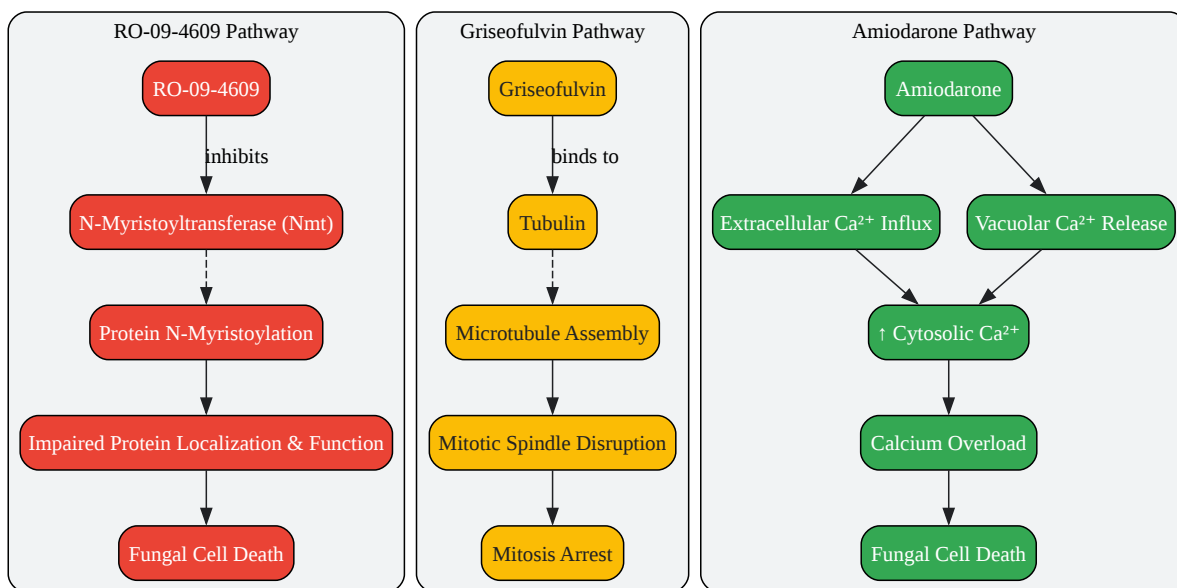 RO-09-4609 Pathway
RO-09-4609
inhibits
N-Myristoyltransferase (Nmt)
Protein N-Myristoylation
Impaired Protein Localization & Function
Fungal Cell Death
Griseofulvin Pathway
Griseofulvin
binds to
Tubulin
Microtubule Assembly
Mitotic Spindle Disruption
Mitosis Arrest
Amiodarone Pathway
Amiodarone
Extracellular Ca²⁺ Influx
Vacuolar Ca²⁺ Release
↑ Cytosolic Ca²⁺
Calcium Overload
Fungal Cell Death